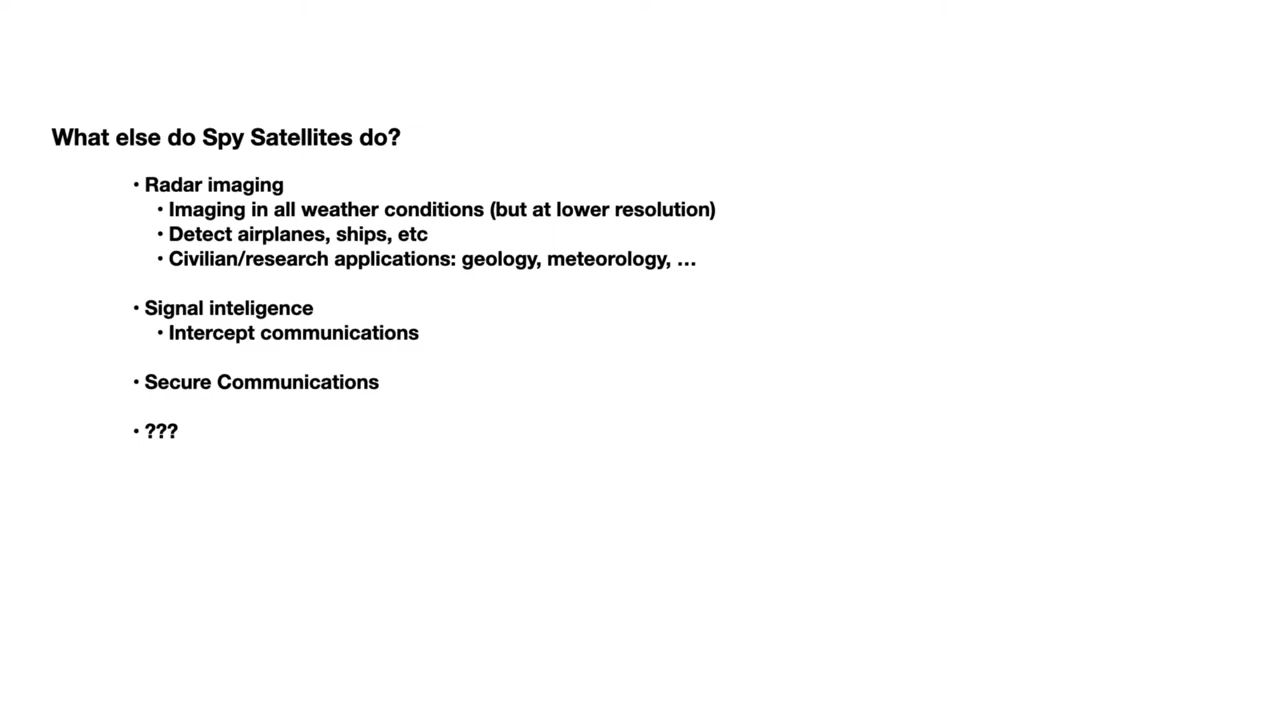 What else do Spy Satellites do?
• Radar imaging
• Imaging in all weather conditions (but at lower resolution)
• Detect airplanes, ships, etc
• Civilian/research applications: geology, meteorology, …
• Signal inteligence
• Intercept communications
• Secure Communications
• ???